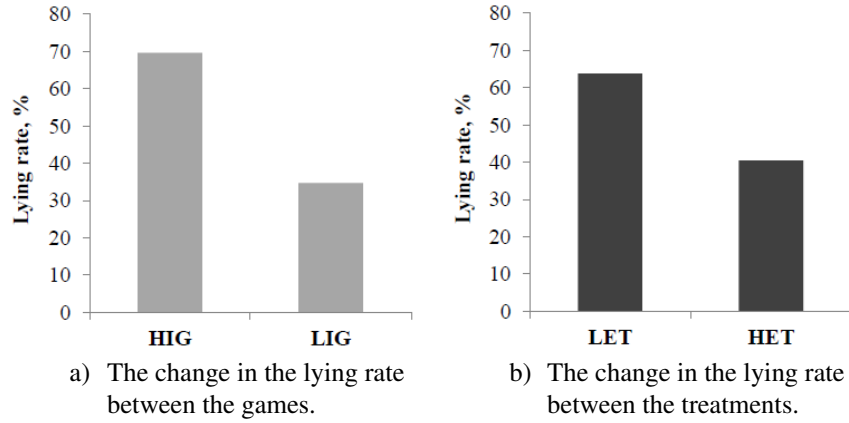 80
70
60
50
40
30
20
10
0
Lying rate, %
HIG LIG
a) The change in the lying rate
between the games.
80
70
60
50
40
30
20
10
0
Lying rate, %
LET HET
b) The change in the lying rate
between the treatments.